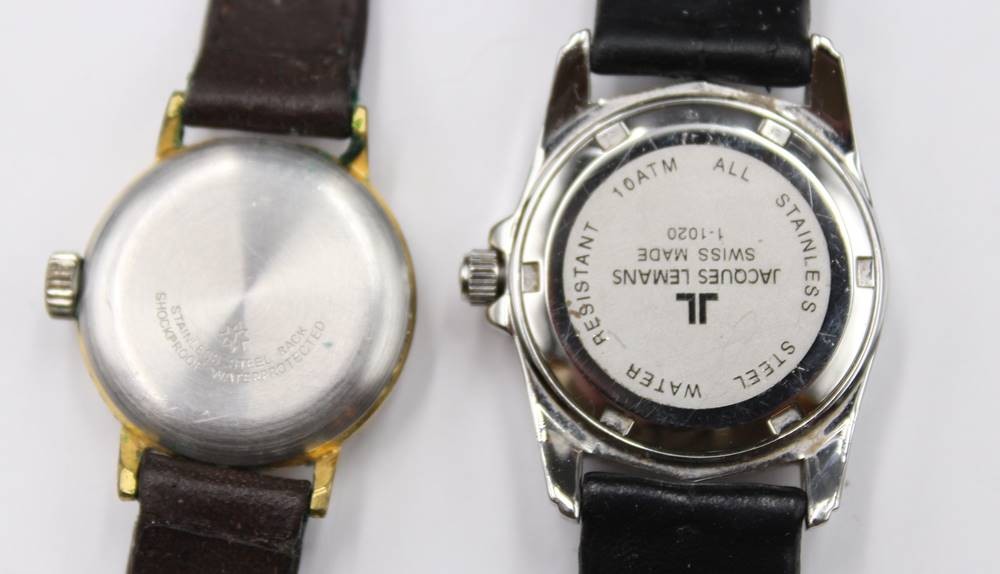 STAINLESS STEEL BACK
SHOCKPROOF WATERPROTECTED
WATER RESISTANT 10ATM ALL STAINLESS STEEL
JL
JACQUES LEMANS
SWISS MADE
1-1020